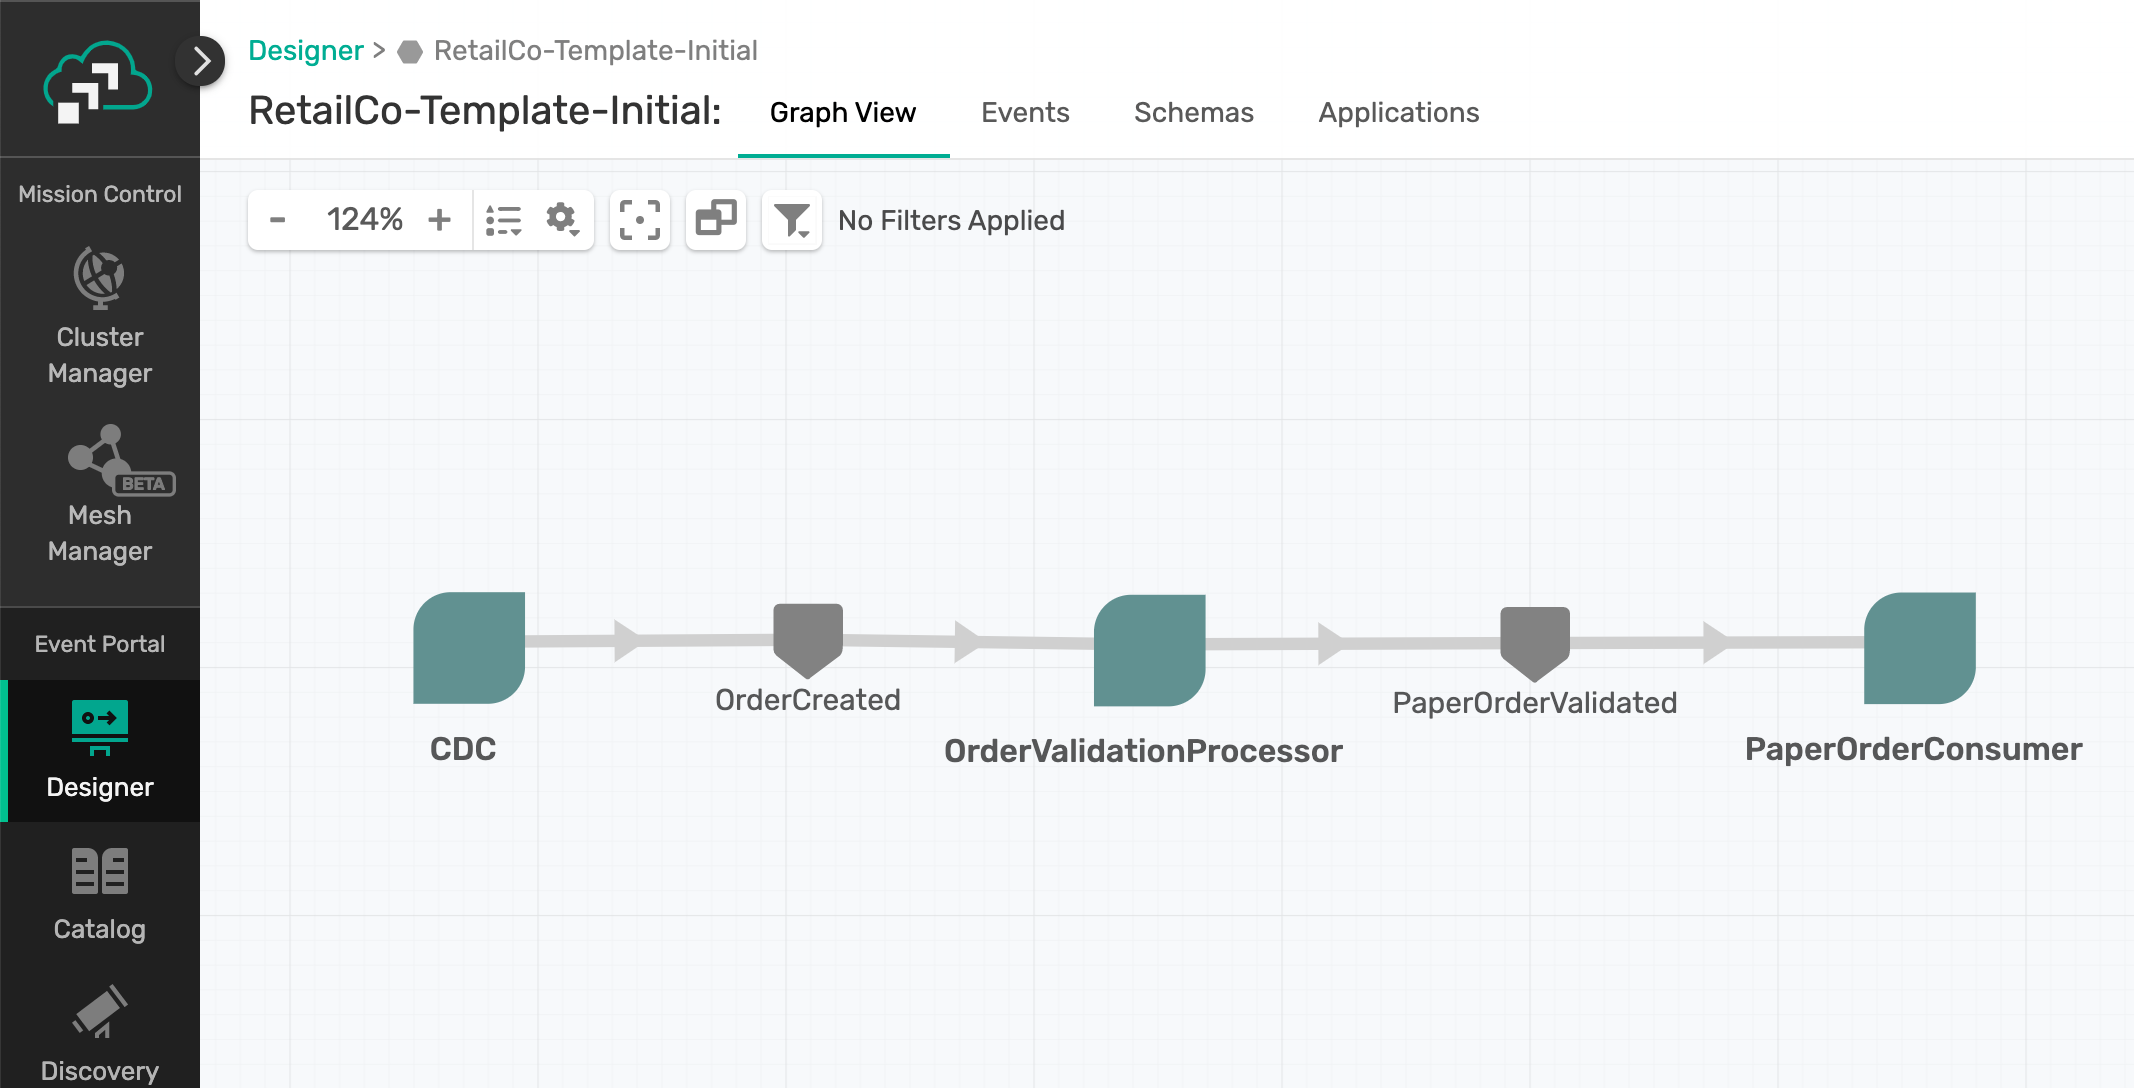 Designer > RetailCo-Template-Initial
RetailCo-Template-Initial: Graph View Events Schemas Applications
Mission Control
Cluster
Manager
BETA
Mesh
Manager
Event Portal
Designer
Catalog
Discovery
- 124% + No Filters Applied
OrderCreated
PaperOrderValidated
CDC
OrderValidationProcessor
PaperOrderConsumer